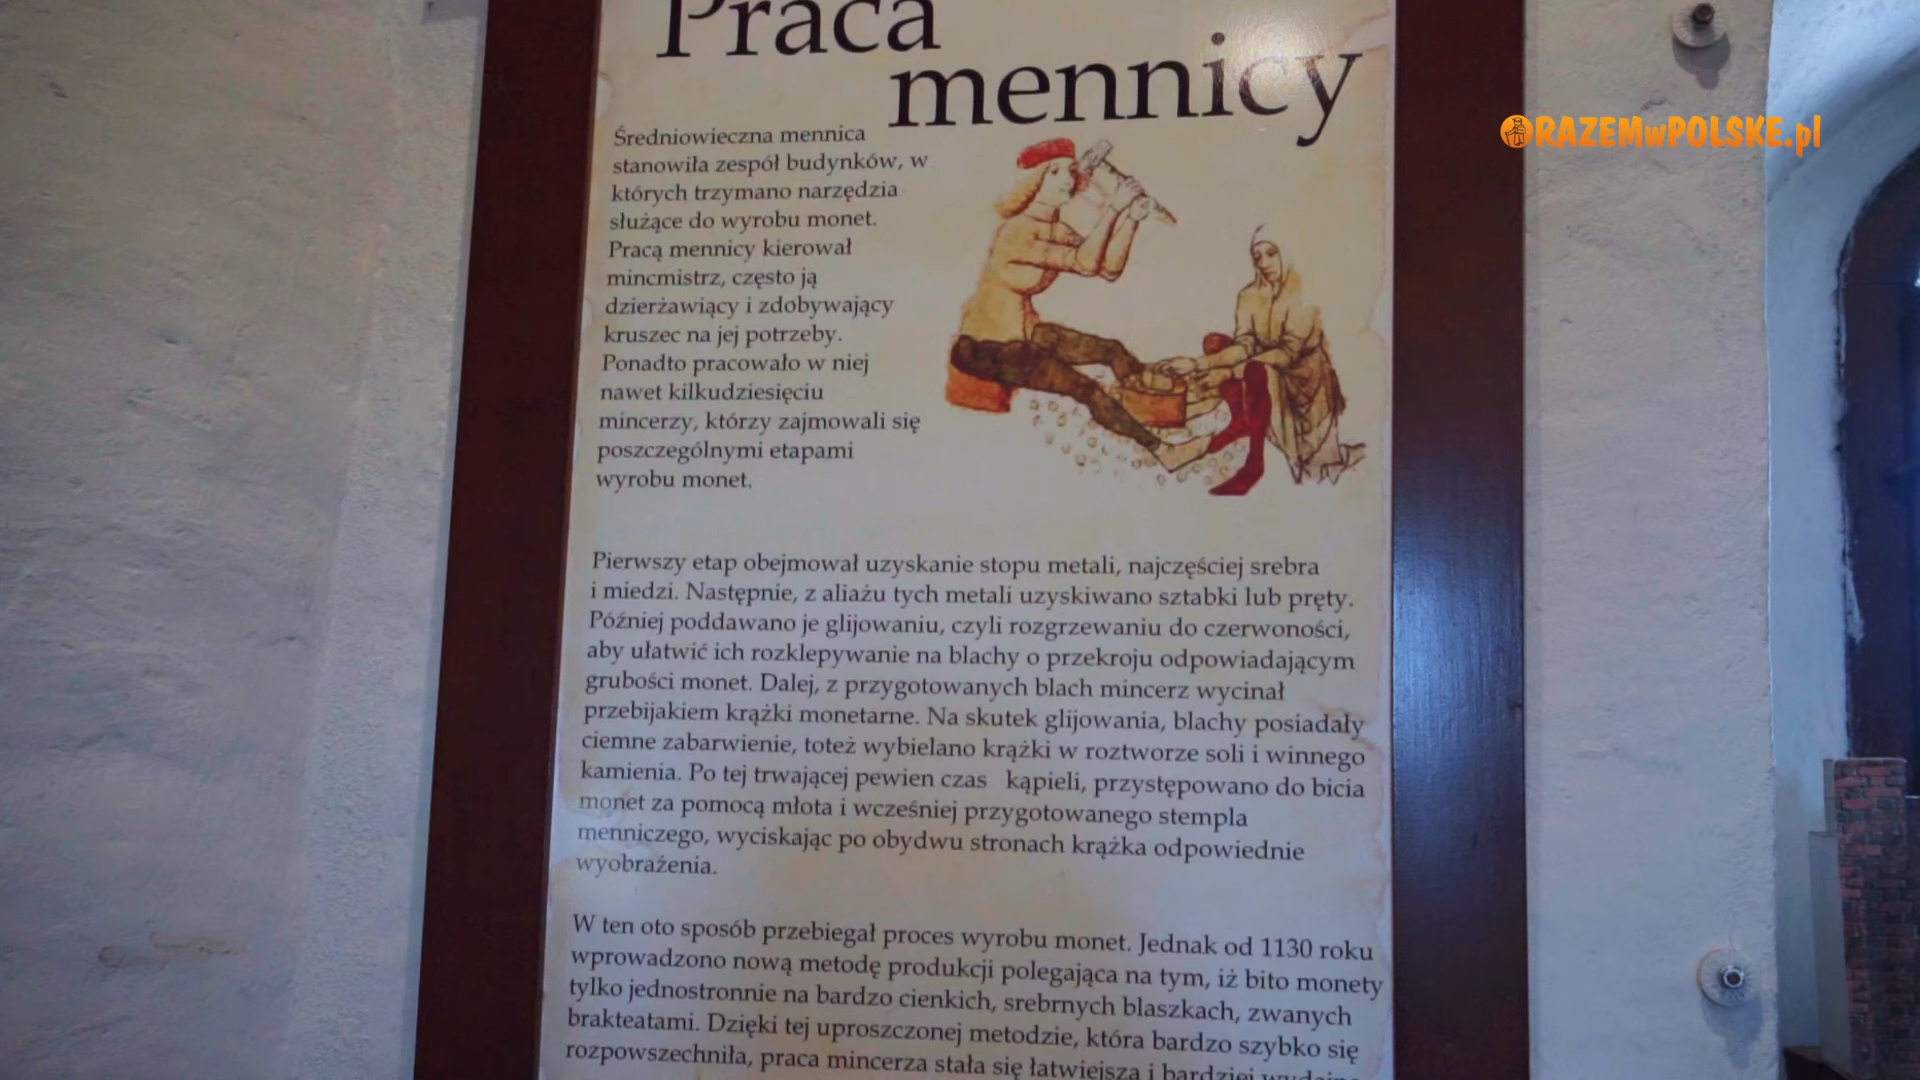 Praca
mennicy
RAZEMwPOLSKE.pl
Średniowieczna mennica
stanowiła zespół budynków, w
których trzymano narzędzia
służące do wyrobu monet.
Pracą mennicy kierował
mincmistrz, często ją
dzierżawiący i zdobywający
kruszec na jej potrzeby.
Ponadto pracowało w niej
nawet kilkudziesięciu
mincerzy, którzy zajmowali się
poszczególnymi etapami
wyrobu monet.
Pierwszy etap obejmował uzyskanie stopu metali, najczęściej srebra
i miedzi. Następnie, z aliażu tych metali uzyskiwano sztabki lub pręty.
Później poddawano je glijowaniu, czyli rozgrzewaniu do czerwoności,
aby ułatwić ich rozklepywanie na blachy o przekroju odpowiadającym
grubości monet. Dalej, z przygotowanych blach mincerz wycinał
przebijakiem krążki monetarne. Na skutek glijowania, blachy posiadały
ciemne zabarwienie, toteż wybielano krążki w roztworze soli i winnego
kamienia. Po tej trwającej pewien czas kąpieli, przystępowano do bicia
monet za pomocą młota i wcześniej przygotowanego stempla
menniczego, wyciskając po obydwu stronach krążka odpowiednie
wyobrażenia.
W ten oto sposób przebiegał proces wyrobu monet. Jednak od 1130 roku
wprowadzono nową metodę produkcji polegająca na tym, iż bito monety
tylko jednostronnie na bardzo cienkich, srebrnych blaszkach, zwanych
brakteatami. Dzięki tej uproszczonej metodzie, która bardzo szybko się
rozpowszechniła, praca mincerza stała się łatwiejsza i bardziej